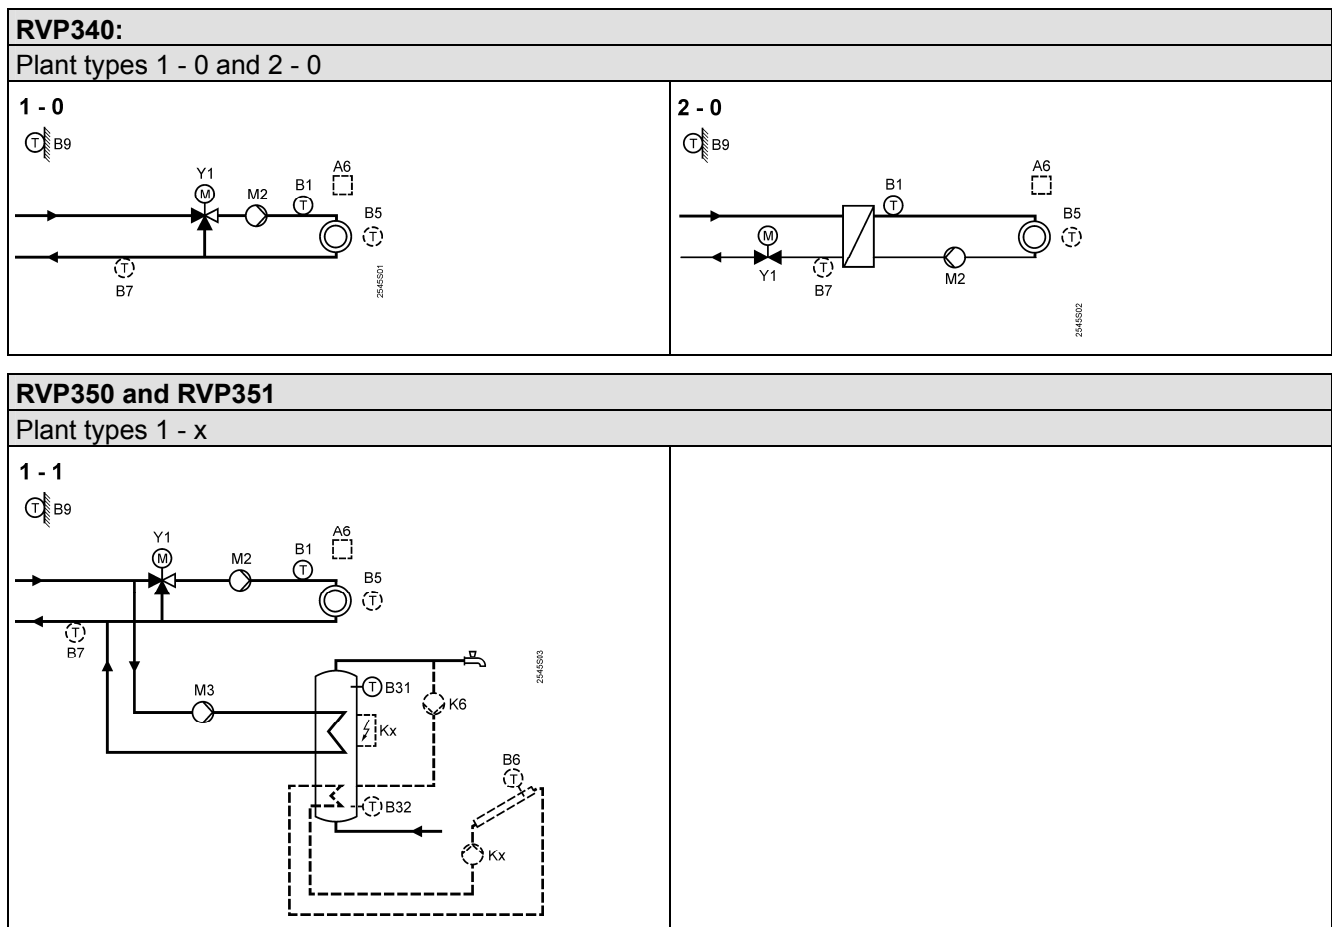 RVP340:
Plant types 1 - 0 and 2 - 0
1 - 0
T B9
Y1
M
M2
B1
T
A6
B5
T
T
B7
2545S01
2 - 0
T B9
B1
T
A6
B5
T
M
Y1
T
B7
M2
2545S02
RVP350 and RVP351
Plant types 1 - x
1 - 1
T B9
Y1
M
M2
B1
T
A6
B5
T
T
B7
M3
T B31
K6
Kx
2545S03
B6
T
T B32
Kx